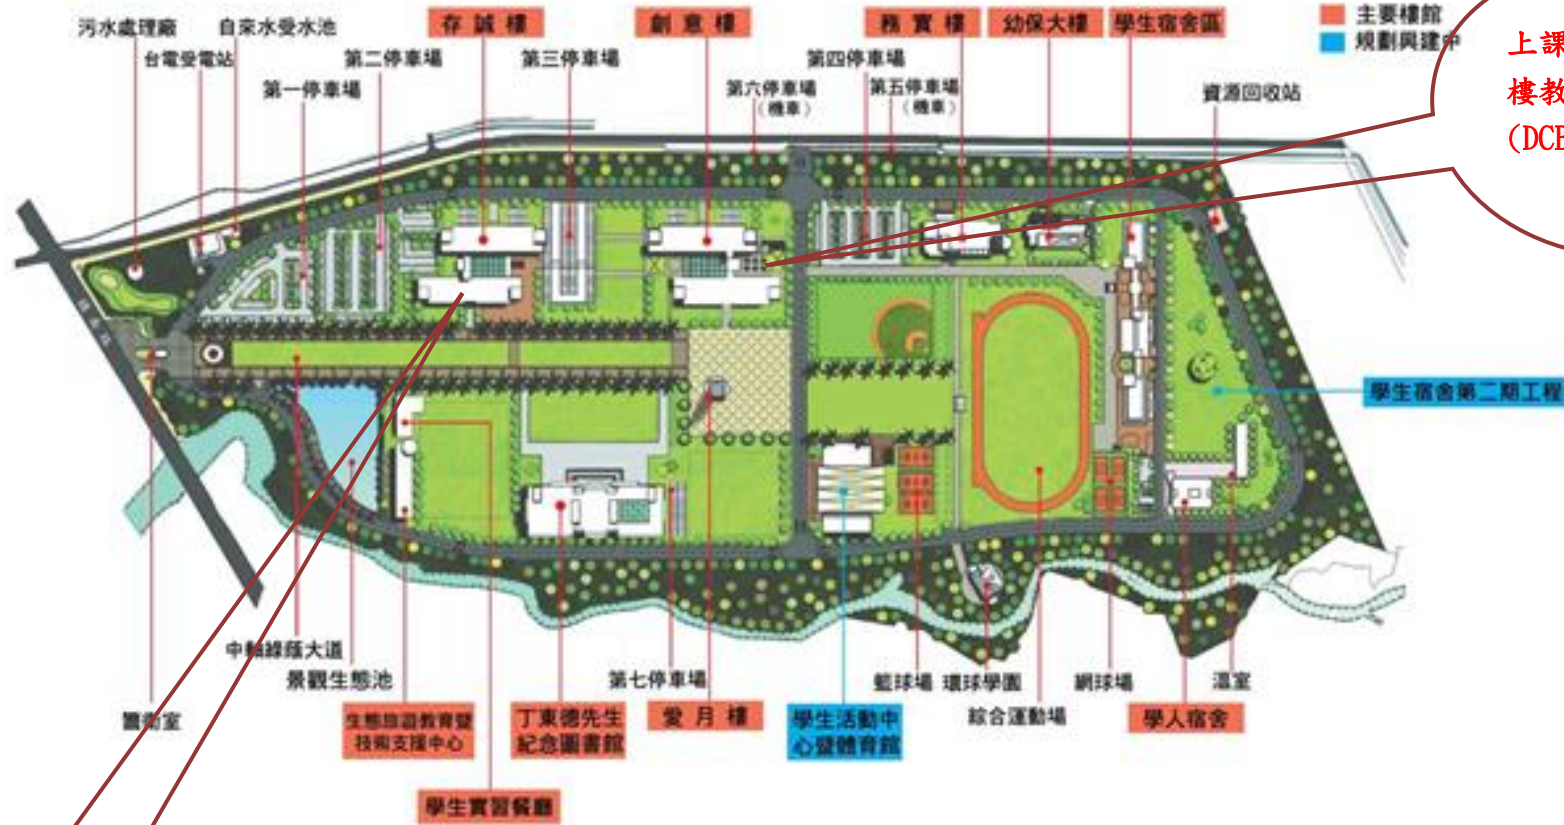 污水處理廠
自來水受水池
台電受電站
第一停車場
第二停車場
存誠樓
第三停車場
創意樓
第六停車場
(機車)
第四停車場
第五停車場
(機車)
務實樓
幼保大樓
學生宿舍區
資源回收站
主要樓館
規劃興建中
上課
樓教
(DCB
學生宿舍第二期工程
警衛室
中軸綠蔭大道
景觀生態池
生態旅遊教育暨
技術支援中心
學生實習餐廳
丁東德先生
紀念圖書館
第七停車場
愛月樓
學生活動中
心暨體育館
籃球場
環球學園
綜合運動場
網球場
學人宿舍
溫室